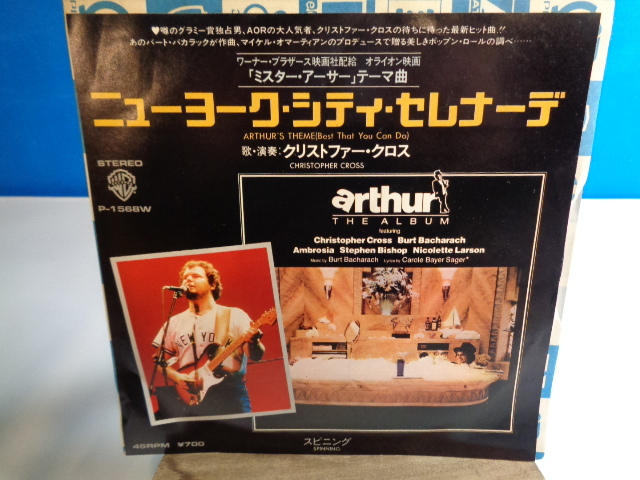 ♥噂のグラミー賞独占男、AORの大人気者、クリストファー・クロスの待ちに待った最新ヒット曲.!!
あのバート・バカラックが作曲、マイケル・オマーティアンのプロデュースで贈る美しきポップン・ロールの調べ……
ワーナー・ブラザース映画社配給 オライオン映画
「ミスター・アーサー」テーマ曲
ニューヨーク・シティ・セレナーデ
ARTHUR'S THEME(Best That You Can Do)
歌・演奏:クリストファー・クロス
CHRISTOPHER CROSS
STEREO
P-1568W
arthur
THE ALBUM
featuring
Christopher Cross Burt Bacharach
Ambrosia Stephen Bishop Nicolette Larson
Music by Burt Bacharach Lyrics by Carole Bayer Sager*
NEW YORK
45RPM ¥700
スピニング
SPINNING